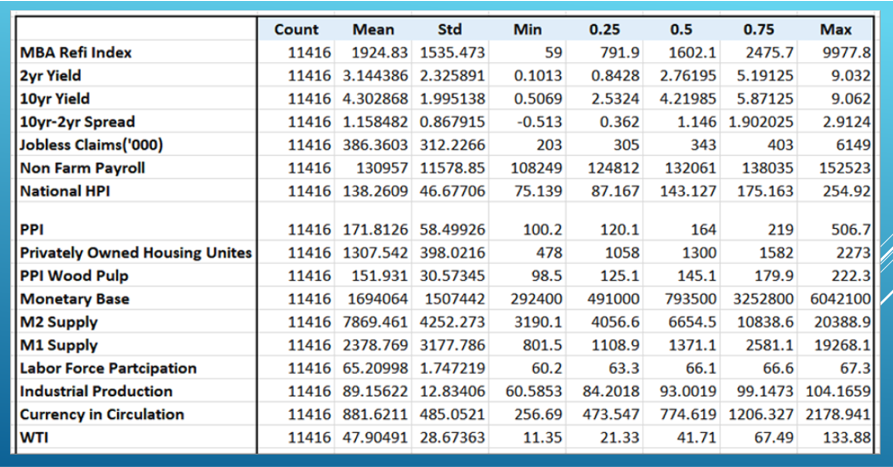 Count Mean Std Min 0.25 0.5 0.75 Max
MBA Refi Index 11416 1924.83 1535.473 59 791.9 1602.1 2475.7 9977.8
2yr Yield 11416 3.144386 2.325891 0.1013 0.8428 2.76195 5.19125 9.032
10yr Yield 11416 4.302868 1.995138 0.5069 2.5324 4.21985 5.87125 9.062
10yr-2yr Spread 11416 1.158482 0.867915 -0.513 0.362 1.146 1.902025 2.9124
Jobless Claims('000) 11416 386.3603 312.2266 203 305 343 403 6149
Non Farm Payroll 11416 130957 11578.85 108249 124812 132061 138035 152523
National HPI 11416 138.2609 46.67706 75.139 87.167 143.127 175.163 254.92
PPI 11416 171.8126 58.49926 100.2 120.1 164 219 506.7
Privately Owned Housing Unites 11416 1307.542 398.0216 478 1058 1300 1582 2273
PPI Wood Pulp 11416 151.931 30.57345 98.5 125.1 145.1 179.9 222.3
Monetary Base 11416 1694064 1507442 292400 491000 793500 3252800 6042100
M2 Supply 11416 7869.461 4252.273 3190.1 4056.6 6654.5 10838.6 20388.9
M1 Supply 11416 2378.769 3177.786 801.5 1108.9 1371.1 2581.1 19268.1
Labor Force Partcipation 11416 65.20998 1.747219 60.2 63.3 66.1 66.6 67.3
Industrial Production 11416 89.15622 12.83406 60.5853 84.2018 93.0019 99.1473 104.1659
Currency in Circulation 11416 881.6211 485.0521 256.69 473.547 774.619 1206.327 2178.941
WTI 11416 47.90491 28.67363 11.35 21.33 41.71 67.49 133.88